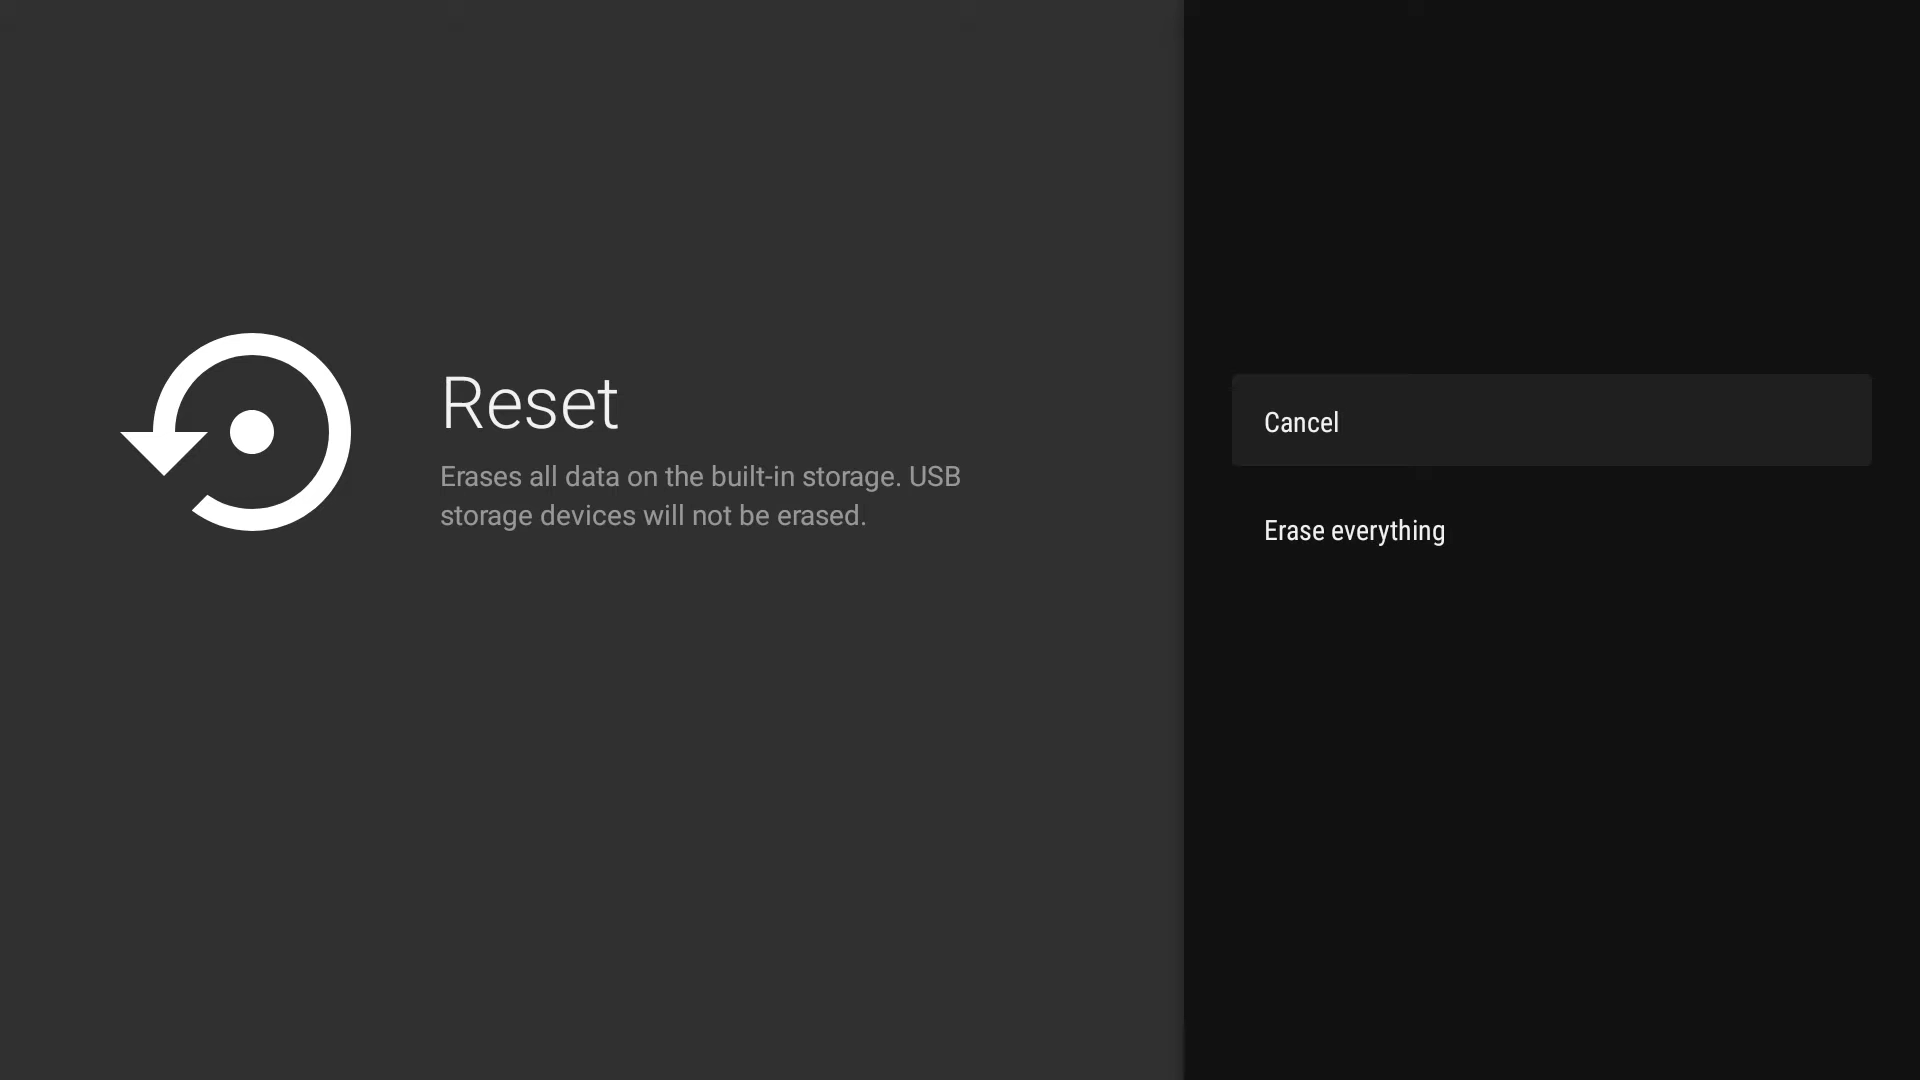 Reset
Erases all data on the built-in storage. USB
storage devices will not be erased.
Cancel
Erase everything